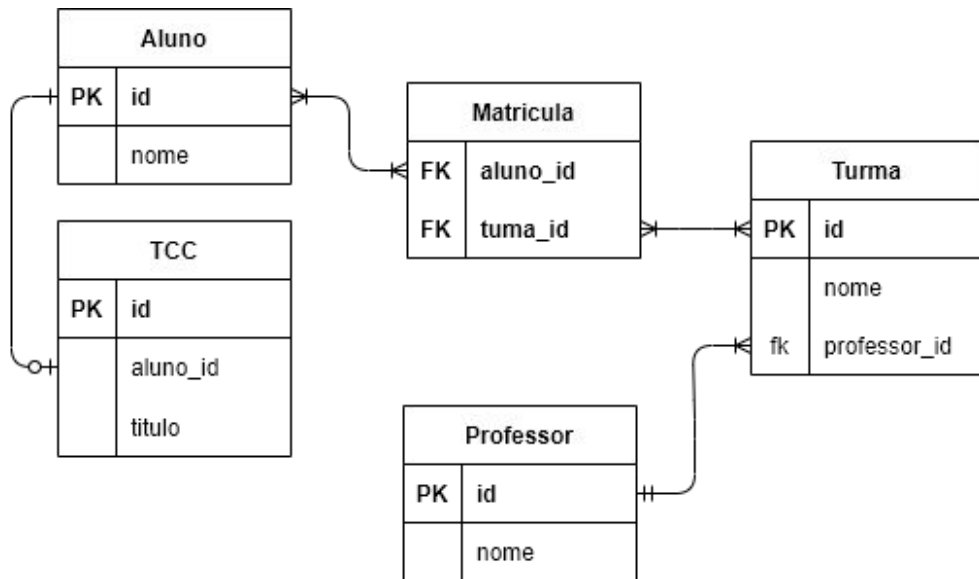 Aluno
PK id
nome
TCC
PK id
aluno_id
titulo
Matricula
FK aluno_id
FK tuma_id
Turma
PK id
nome
fk professor_id
Professor
PK id
nome